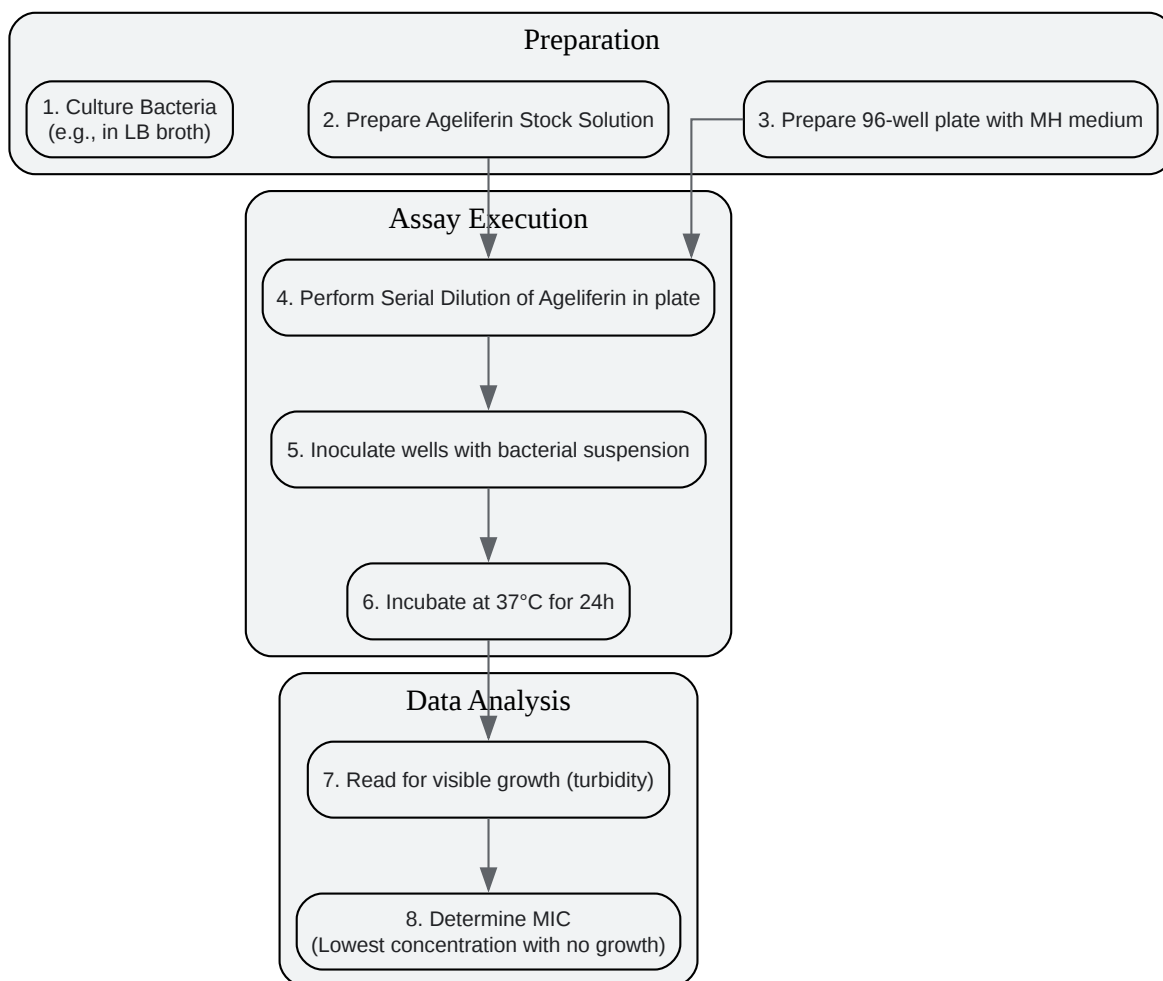 Preparation
1. Culture Bacteria
(e.g., in LB broth)
2. Prepare Ageliferin Stock Solution
3. Prepare 96-well plate with MH medium
Assay Execution
4. Perform Serial Dilution of Ageliferin in plate
5. Inoculate wells with bacterial suspension
6. Incubate at 37°C for 24h
Data Analysis
7. Read for visible growth (turbidity)
8. Determine MIC
(Lowest concentration with no growth)